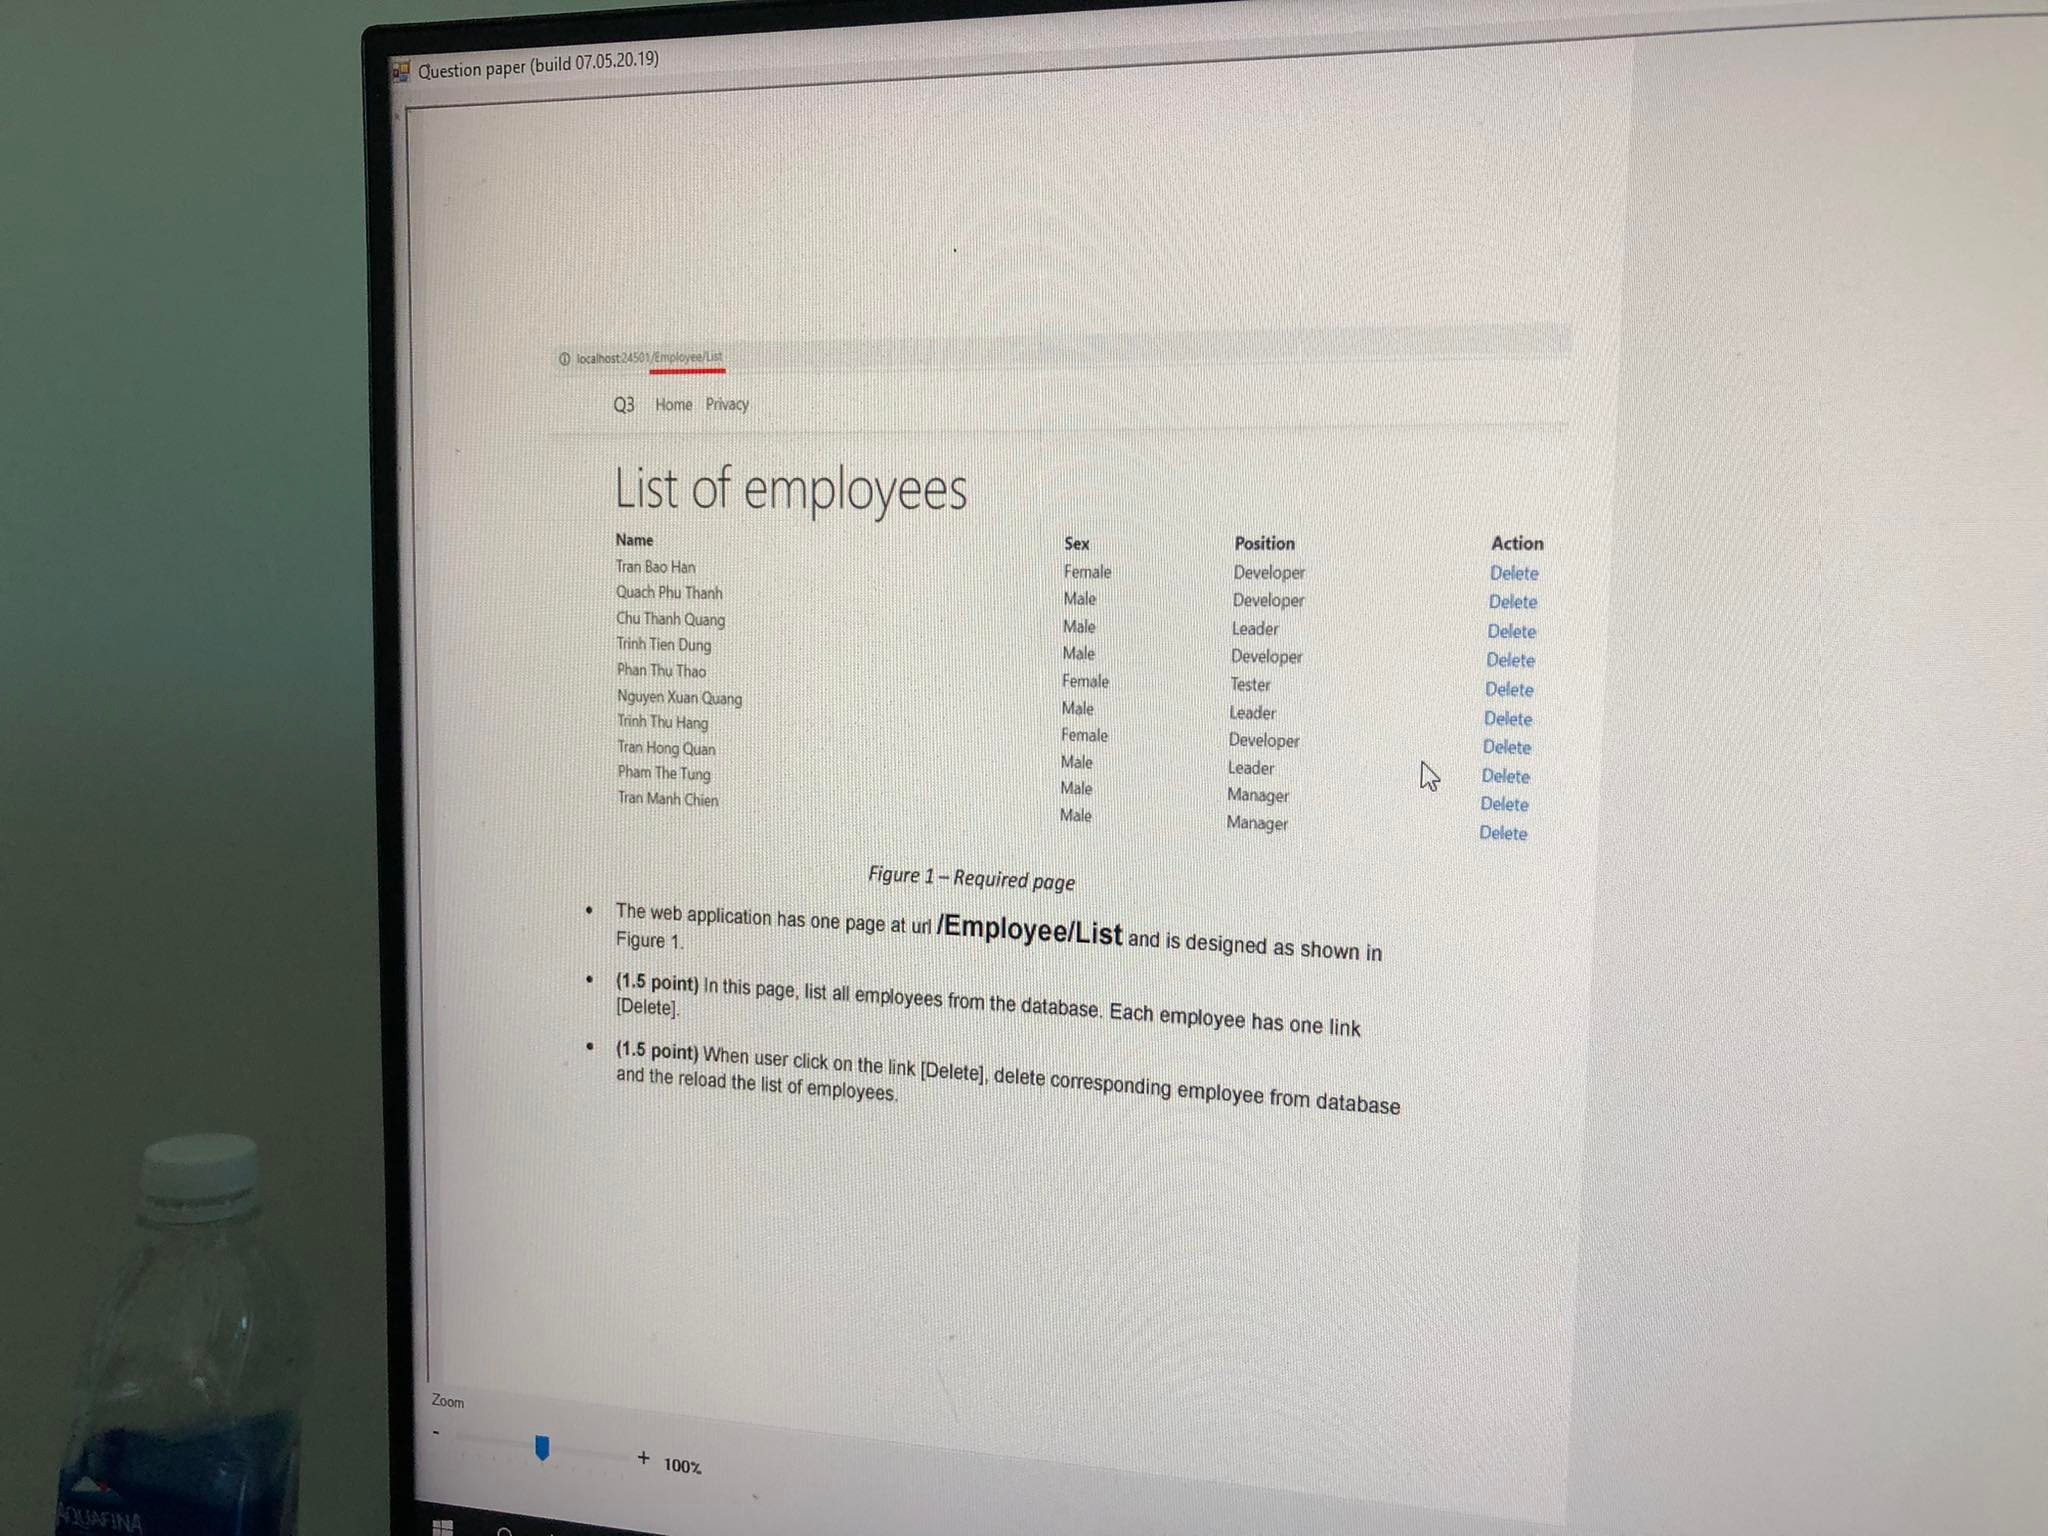 Question paper (build 07.05.20.19)
localhost:24501/Employee/List
Q3 Home Privacy
List of employees
Name Sex Position Action
Tran Bao Han Female Developer Delete
Quach Phu Thanh Male Developer Delete
Chu Thanh Quang Male Leader Delete
Trinh Tien Dung Male Developer Delete
Phan Thu Thao Female Tester Delete
Nguyen Xuan Quang Male Leader Delete
Trinh Thu Hang Female Developer Delete
Tran Hong Quan Male Leader Delete
Pham The Tung Male Manager Delete
Tran Manh Chien Male Manager Delete
Figure 1 – Required page
• The web application has one page at url /Employee/List and is designed as shown in
Figure 1.
• (1.5 point) In this page, list all employees from the database. Each employee has one link
[Delete].
• (1.5 point) When user click on the link [Delete], delete corresponding employee from database
and the reload the list of employees.
Zoom
- + 100%
AQUAFINA